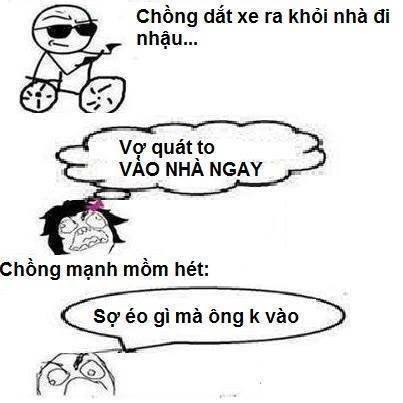 Chồng dắt xe ra khỏi nhà đi
nhậu...
Vợ quát to
VÀO NHÀ NGAY
Chồng mạnh mồm hét:
Sợ éo gì mà ông k vào